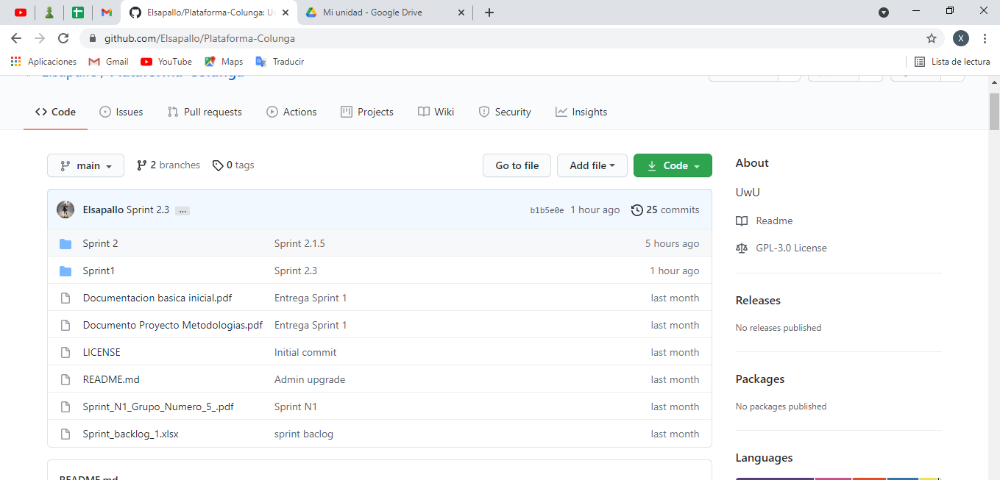 Elsapallo/Plataforma-Colunga: Uw
Mi unidad - Google Drive
github.com/Elsapallo/Plataforma-Colunga
X
Aplicaciones
Gmail
YouTube
Maps
Traducir
Lista de lectura
Elsapallo / Plataforma-Colunga
Code
Issues
Pull requests
Actions
Projects
Wiki
Security
Insights
main
2 branches
0 tags
Go to file
Add file
Code
Elsapallo Sprint 2.3 ...
b1b5e0e 1 hour ago
25 commits
Sprint 2 Sprint 2.1.5 5 hours ago
Sprint1 Sprint 2.3 1 hour ago
Documentacion basica inicial.pdf Entrega Sprint 1 last month
Documento Proyecto Metodologias.pdf Entrega Sprint 1 last month
LICENSE Initial commit last month
README.md Admin upgrade last month
Sprint_N1_Grupo_Numero_5_.pdf Sprint N1 last month
Sprint_backlog_1.xlsx sprint baclog last month
README.md
About
UwU
Readme
GPL-3.0 License
Releases
No releases published
Packages
No packages published
Languages